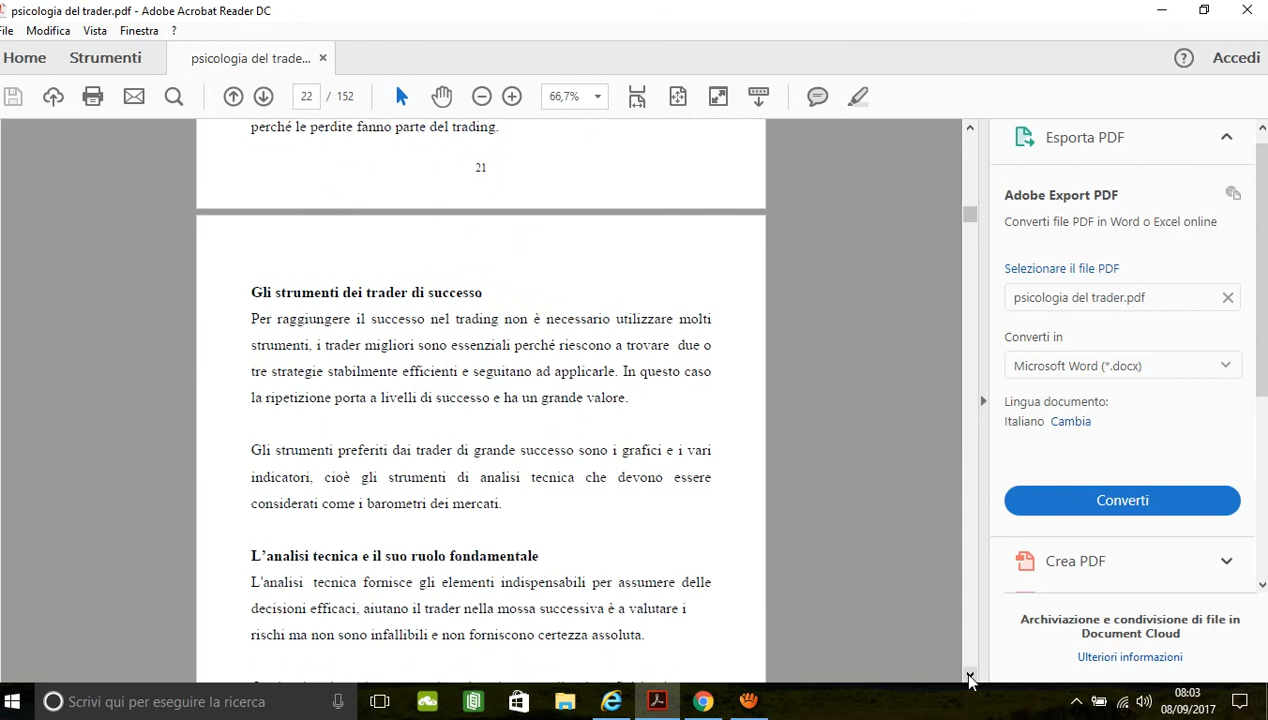 psicologia del trader.pdf - Adobe Acrobat Reader DC
File Modifica Vista Finestra ?
Home Strumenti psicologia del trade... × ? Accedi
22 / 152 66,7%
perché le perdite fanno parte del trading.
21
Gli strumenti dei trader di successo
Per raggiungere il successo nel trading non è necessario utilizzare molti
strumenti, i trader migliori sono essenziali perché riescono a trovare due o
tre strategie stabilmente efficienti e seguitano ad applicarle. In questo caso
la ripetizione porta a livelli di successo e ha un grande valore.
Gli strumenti preferiti dai trader di grande successo sono i grafici e i vari
indicatori, cioè gli strumenti di analisi tecnica che devono essere
considerati come i barometri dei mercati.
L'analisi tecnica e il suo ruolo fondamentale
L'analisi tecnica fornisce gli elementi indispensabili per assumere delle
decisioni efficaci, aiutano il trader nella mossa successiva è a valutare i
rischi ma non sono infallibili e non forniscono certezza assoluta.
Esporta PDF
Adobe Export PDF
Converti file PDF in Word o Excel online
Selezionare il file PDF
psicologia del trader.pdf
Converti in
Microsoft Word (*.docx)
Lingua documento:
Italiano Cambia
Converti
Crea PDF
Archiviazione e condivisione di file in
Document Cloud
Ulteriori informazioni
Scrivi qui per eseguire la ricerca
08:03
08/09/2017